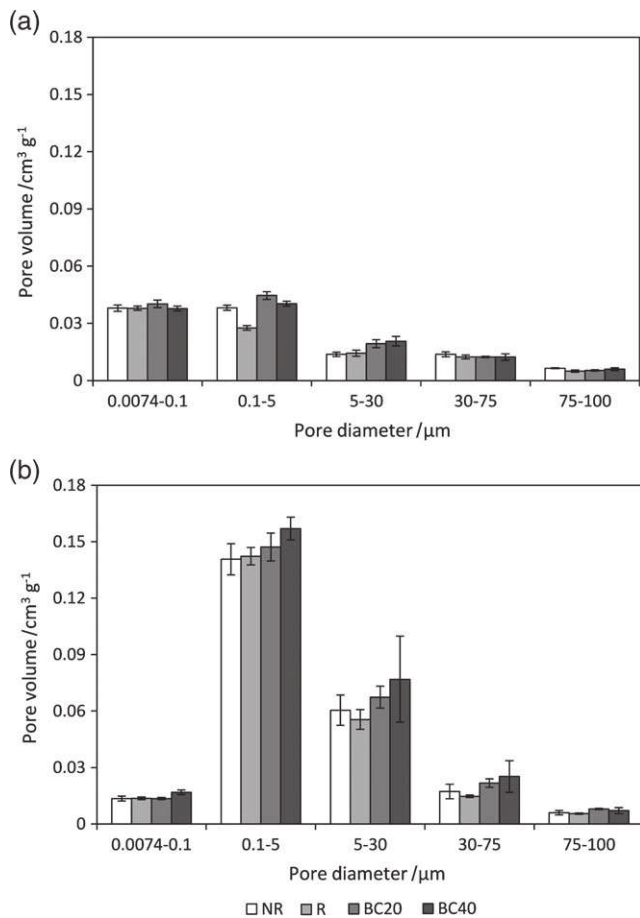 (a)
0.18
0.15
0.12
0.09
0.06
0.03
0
Pore volume /cm³ g⁻¹
0.0074-0.1 0.1-5 5-30 30-75 75-100
Pore diameter /µm
(b)
0.18
0.15
0.12
0.09
0.06
0.03
0
Pore volume /cm³ g⁻¹
0.0074-0.1 0.1-5 5-30 30-75 75-100
Pore diameter /µm
NR R BC20 BC40